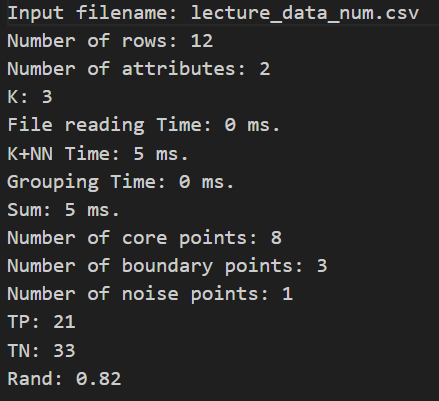 Input filename: lecture_data_num.csv
Number of rows: 12
Number of attributes: 2
K: 3
File reading Time: 0 ms.
K+NN Time: 5 ms.
Grouping Time: 0 ms.
Sum: 5 ms.
Number of core points: 8
Number of boundary points: 3
Number of noise points: 1
TP: 21
TN: 33
Rand: 0.82